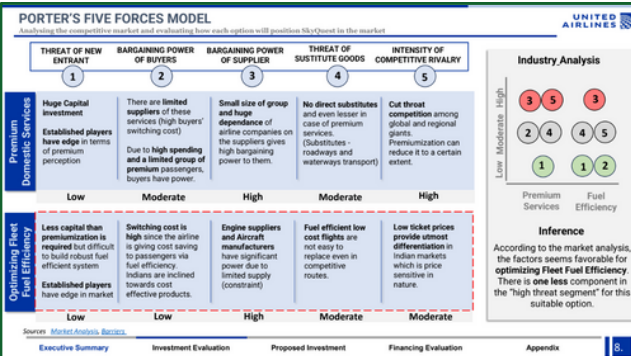 PORTER'S FIVE FORCES MODEL
Analysing the competitive market and evaluating how each option will position SkyQuest in the market
UNITED
AIRLINES
THREAT OF NEW
ENTRANT
1
BARGAINING POWER
OF BUYERS
2
BARGAINING POWER
OF SUPPLIER
3
THREAT OF
SUSTITUTE GOODS
4
INTENSITY OF
COMPETITIVE RIVALRY
5
Premium
Domestic Services
Huge Capital
investment
Established players
have edge in terms
of premium
perception
Low
There are limited
suppliers of these
services (high buyers'
switching cost)
Due to high spending
and a limited group of
premium passengers,
buyers have power.
Moderate
Small size of group
and huge
dependance of
airline companies on
the suppliers gives
high bargaining
power to them.
High
No direct substitutes
and even lesser in
case of premium
services.
(Substitutes -
roadways and
waterways transport)
Moderate
Cut throat
competition among
global and regional
giants.
Premiumization can
reduce it to a certain
extent.
High
Optimizing Fleet
Fuel Efficiency
Less capital than
premiumization is
required but difficult
to build robust fuel
efficient system
Established players
have edge in market
Low
Switching cost is
high since the airline
is giving cost saving
to passengers via
fuel efficiency.
Indians are inclined
towards cost
effective products.
Low
Engine suppliers
and Aircraft
manufacturers
have significant
power due to
limited supply
(constraint)
High
Fuel efficient low
cost flights are
not easy to
replace even in
competitive
routes.
Moderate
Low ticket prices
provide utmost
differentiation in
Indian markets
which is price
sensitive in
nature.
Moderate
Industry Analysis
High
3 5 3
Moderate
2 4 4 5
Low
1 1 2
Premium
Services
Fuel
Efficiency
Inference
According to the market analysis,
the factors seems favorable for
optimizing Fleet Fuel Efficiency.
There is one less component in
the "high threat segment" for this
suitable option.
Sources Market Analysis, Barriers
Executive Summary
Investment Evaluation
Proposed Investment
Financing Evaluation
Appendix
8.